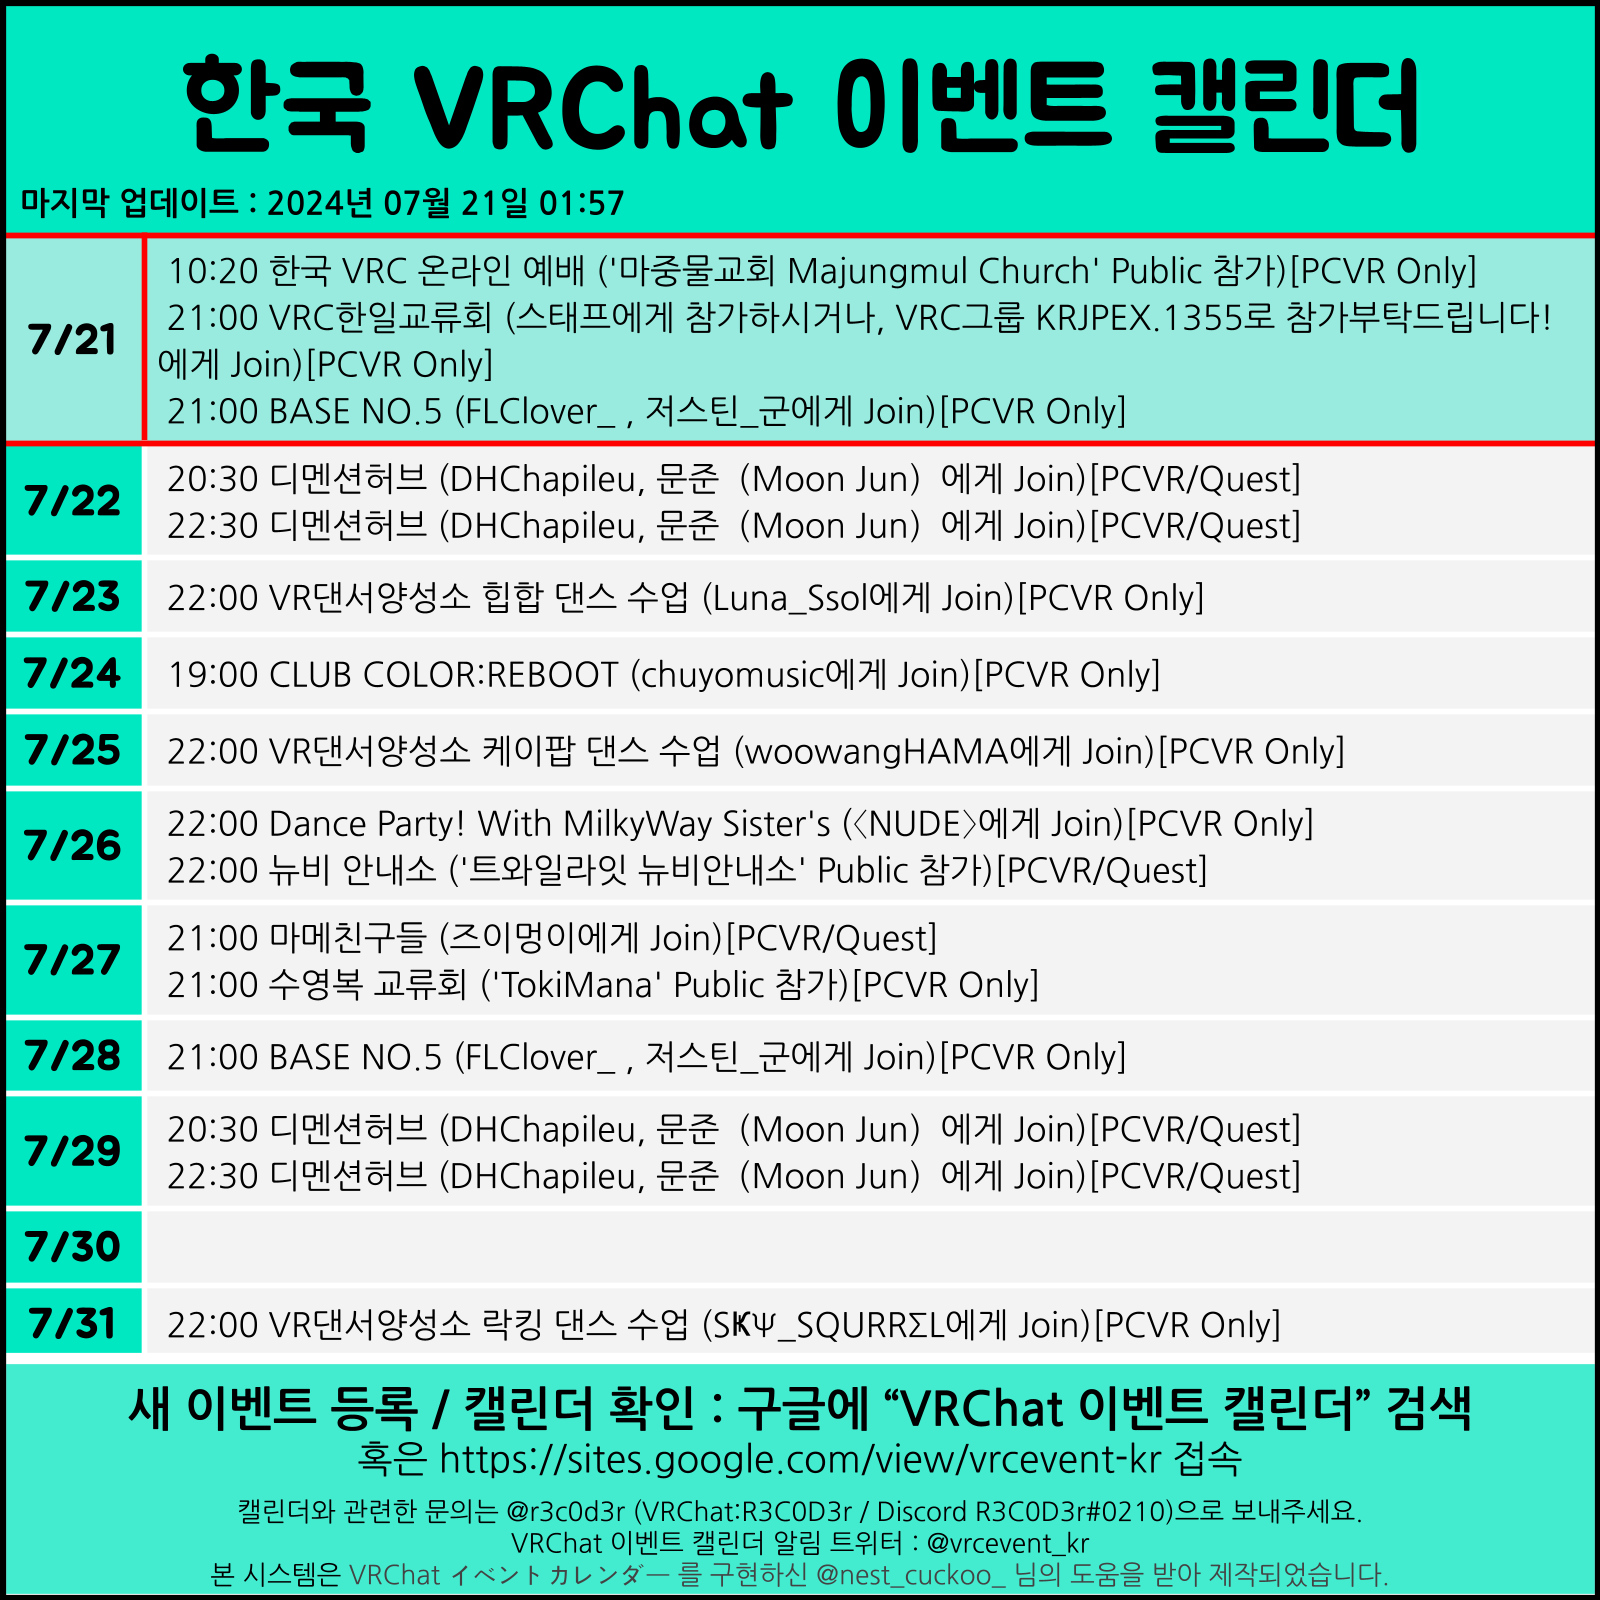 한국 VRChat 이벤트 캘린더
마지막 업데이트 : 2024년 07월 21일 01:57
7/21
10:20 한국 VRC 온라인 예배 ('마중물교회 Majungmul Church' Public 참가)[PCVR Only]
21:00 VRC한일교류회 (스태프에게 참가하시거나, VRC그룹 KRJPEX.1355로 참가부탁드립니다!
에게 Join)[PCVR Only]
21:00 BASE NO.5 (FLClover_ , 저스틴_군에게 Join)[PCVR Only]
7/22
20:30 디멘션허브 (DHChapileu, 문준（Moon Jun）에게 Join)[PCVR/Quest]
22:30 디멘션허브 (DHChapileu, 문준（Moon Jun）에게 Join)[PCVR/Quest]
7/23
22:00 VR댄서양성소 힙합 댄스 수업 (Luna_Ssol에게 Join)[PCVR Only]
7/24
19:00 CLUB COLOR:REBOOT (chuyomusic에게 Join)[PCVR Only]
7/25
22:00 VR댄서양성소 케이팝 댄스 수업 (woowangHAMA에게 Join)[PCVR Only]
7/26
22:00 Dance Party! With MilkyWay Sister's (〈NUDE〉에게 Join)[PCVR Only]
22:00 뉴비 안내소 ('트와일라잇 뉴비안내소' Public 참가)[PCVR/Quest]
7/27
21:00 마메친구들 (즈이멍이에게 Join)[PCVR/Quest]
21:00 수영복 교류회 ('TokiMana' Public 참가)[PCVR Only]
7/28
21:00 BASE NO.5 (FLClover_ , 저스틴_군에게 Join)[PCVR Only]
7/29
20:30 디멘션허브 (DHChapileu, 문준（Moon Jun）에게 Join)[PCVR/Quest]
22:30 디멘션허브 (DHChapileu, 문준（Moon Jun）에게 Join)[PCVR/Quest]
7/30
7/31
22:00 VR댄서양성소 락킹 댄스 수업 (S₭Ψ_SQURRΣL에게 Join)[PCVR Only]
새 이벤트 등록 / 캘린더 확인 : 구글에 “VRChat 이벤트 캘린더” 검색
혹은 https://sites.google.com/view/vrcevent-kr 접속
캘린더와 관련한 문의는 @r3c0d3r (VRChat:R3C0D3r / Discord R3C0D3r#0210)으로 보내주세요.
VRChat 이벤트 캘린더 알림 트위터 : @vrcevent_kr
본 시스템은 VRChat イベントカレンダー 를 구현하신 @nest_cuckoo_ 님의 도움을 받아 제작되었습니다.